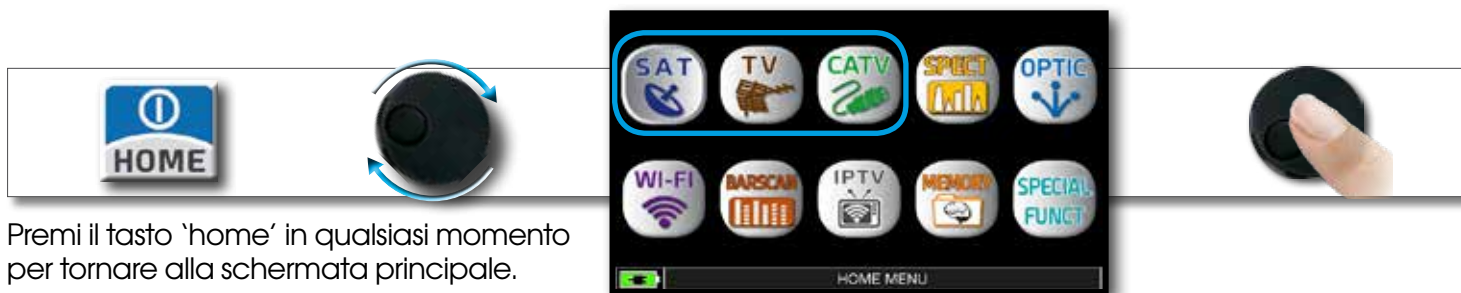 HOME
SAT TV CATV SPECT OPTIC
WI-FI BARSCAN IPTV MEMORY SPECIAL
FUNCT
HOME MENU
Premi il tasto ‘home’ in qualsiasi momento
per tornare alla schermata principale.